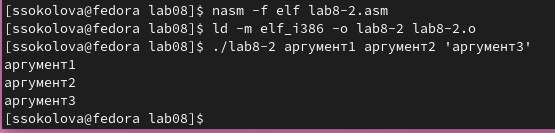 [ssokolova@fedora lab08]$ nasm -f elf lab8-2.asm
[ssokolova@fedora lab08]$ ld -m elf_i386 -o lab8-2 lab8-2.o
[ssokolova@fedora lab08]$ ./lab8-2 аргумент1 аргумент2 'аргумент3'
аргумент1
аргумент2
аргумент3
[ssokolova@fedora lab08]$